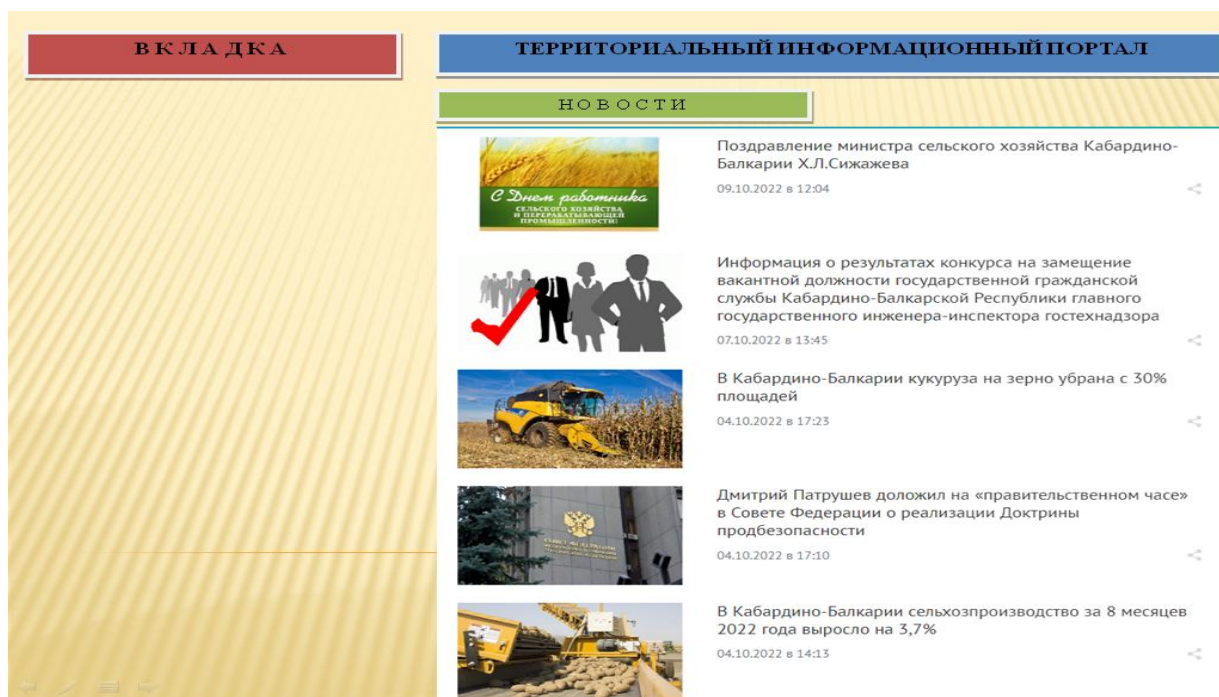 ВКЛАДКА
ТЕРРИТОРИАЛЬНЫЙ ИНФОРМАЦИОННЫЙ ПОРТАЛ
НОВОСТИ
С Днем работника
СЕЛЬСКОГО ХОЗЯЙСТВА
И ПЕРЕРАБАТЫВАЮЩЕЙ
ПРОМЫШЛЕННОСТИ!
Поздравление министра сельского хозяйства Кабардино-
Балкарии Х.Л.Сижажева
09.10.2022 в 12:04
Информация о результатах конкурса на замещение
вакантной должности государственной гражданской
службы Кабардино-Балкарской Республики главного
государственного инженера-инспектора гостехнадзора
07.10.2022 в 13:45
В Кабардино-Балкарии кукуруза на зерно убрана с 30%
площадей
04.10.2022 в 17:23
СОВЕТ ФЕДЕРАЦИИ
Дмитрий Патрушев доложил на «правительственном часе»
в Совете Федерации о реализации Доктрины
продбезопасности
04.10.2022 в 17:10
В Кабардино-Балкарии сельхозпроизводство за 8 месяцев
2022 года выросло на 3,7%
04.10.2022 в 14:13